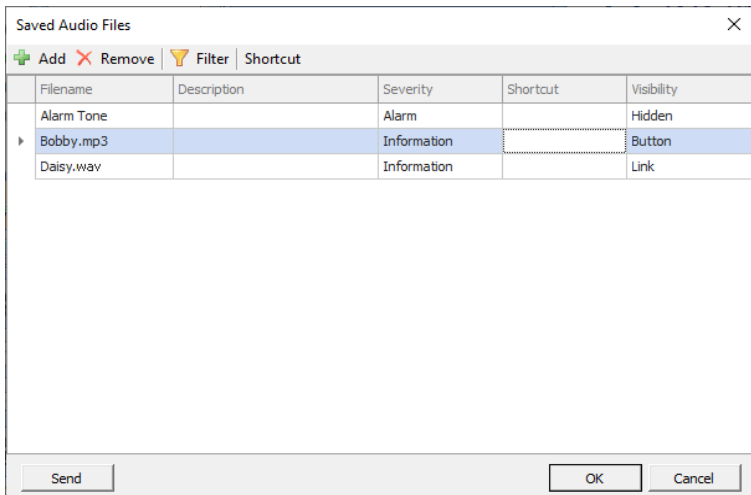 Saved Audio Files
Add Remove Filter Shortcut
Filename Description Severity Shortcut Visibility
Alarm Tone Alarm Hidden
Bobby.mp3 Information Button
Daisy.wav Information Link
Send OK Cancel